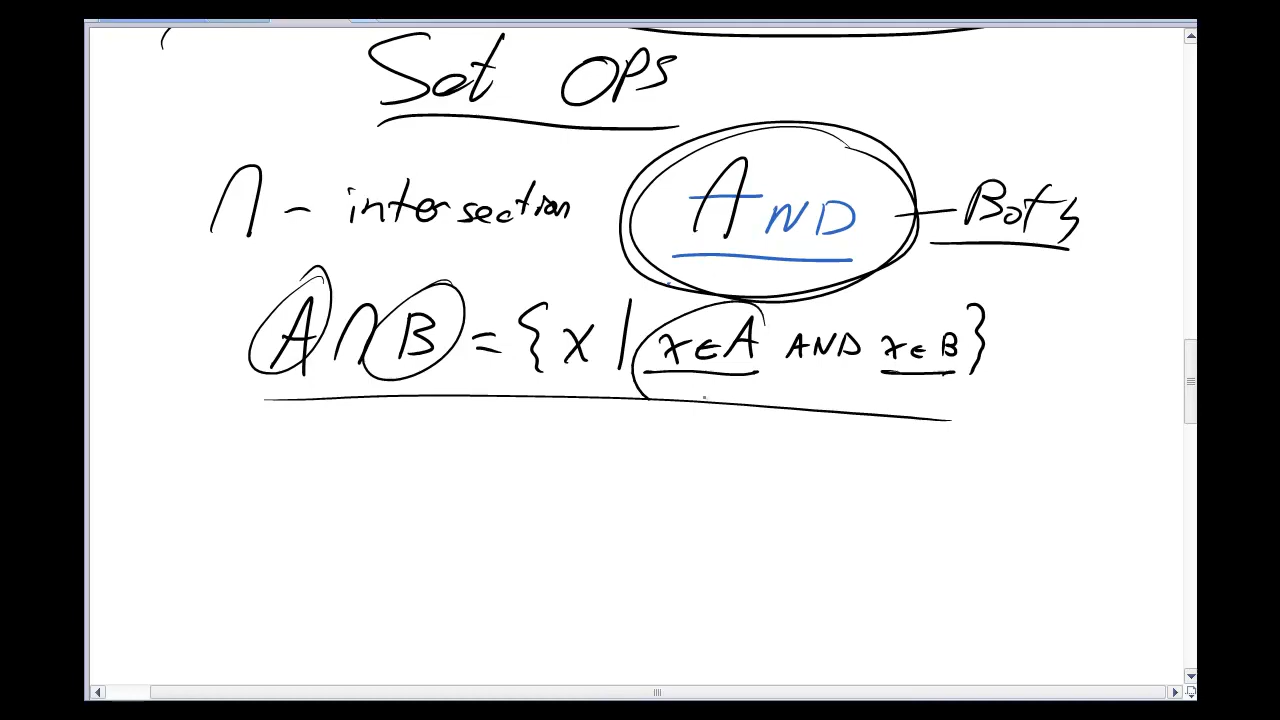 Set OPS
∩ - intersection AND - Both
A ∩ B = { x | x ∈ A AND x ∈ B }